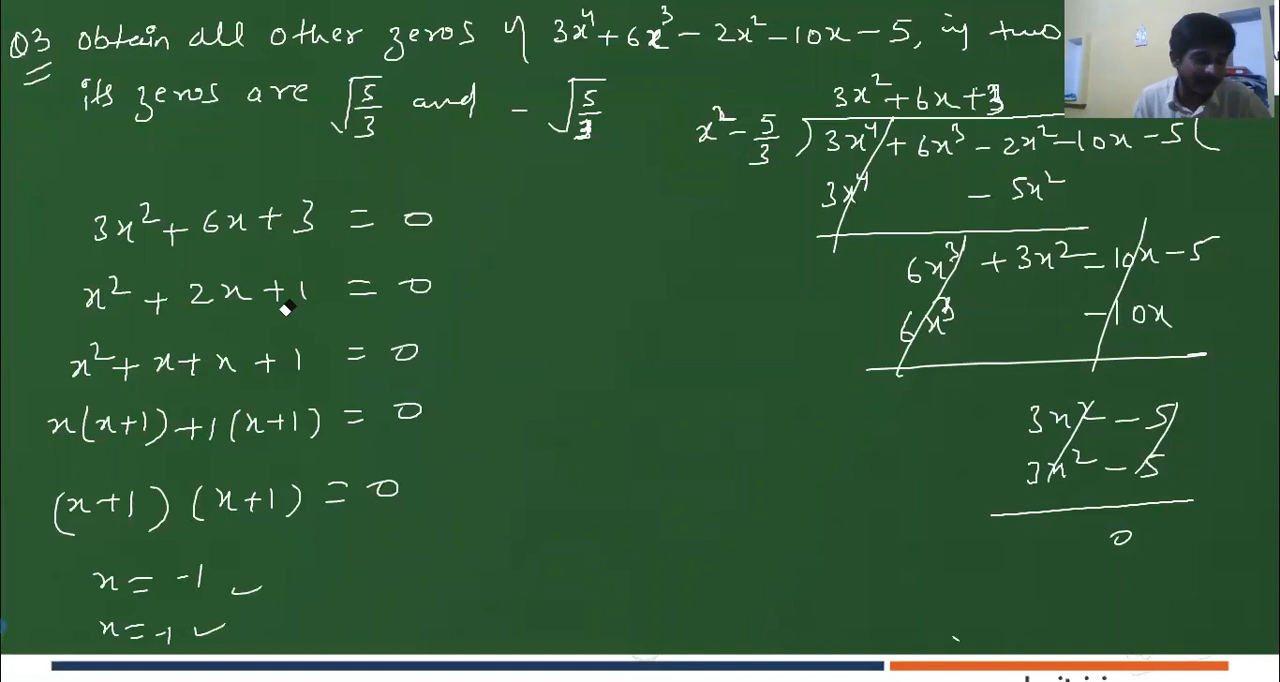 Q3 obtain all other zeros of 3x⁴ + 6x³ - 2x² - 10x - 5, if two
its zeros are √5/3 and - √5/3
3x² + 6x + 3
x² - 5/3 ) 3x⁴ + 6x³ - 2x² - 10x - 5 (
3x⁴ - 5x²
6x³ + 3x² - 10x - 5
6x³ - 10x
3x² - 5
3x² - 5
0
3x² + 6x + 3 = 0
x² + 2x + 1 = 0
x² + x + x + 1 = 0
x(x+1) + 1(x+1) = 0
(x+1) (x+1) = 0
x = -1 ✓
x = -1 ✓